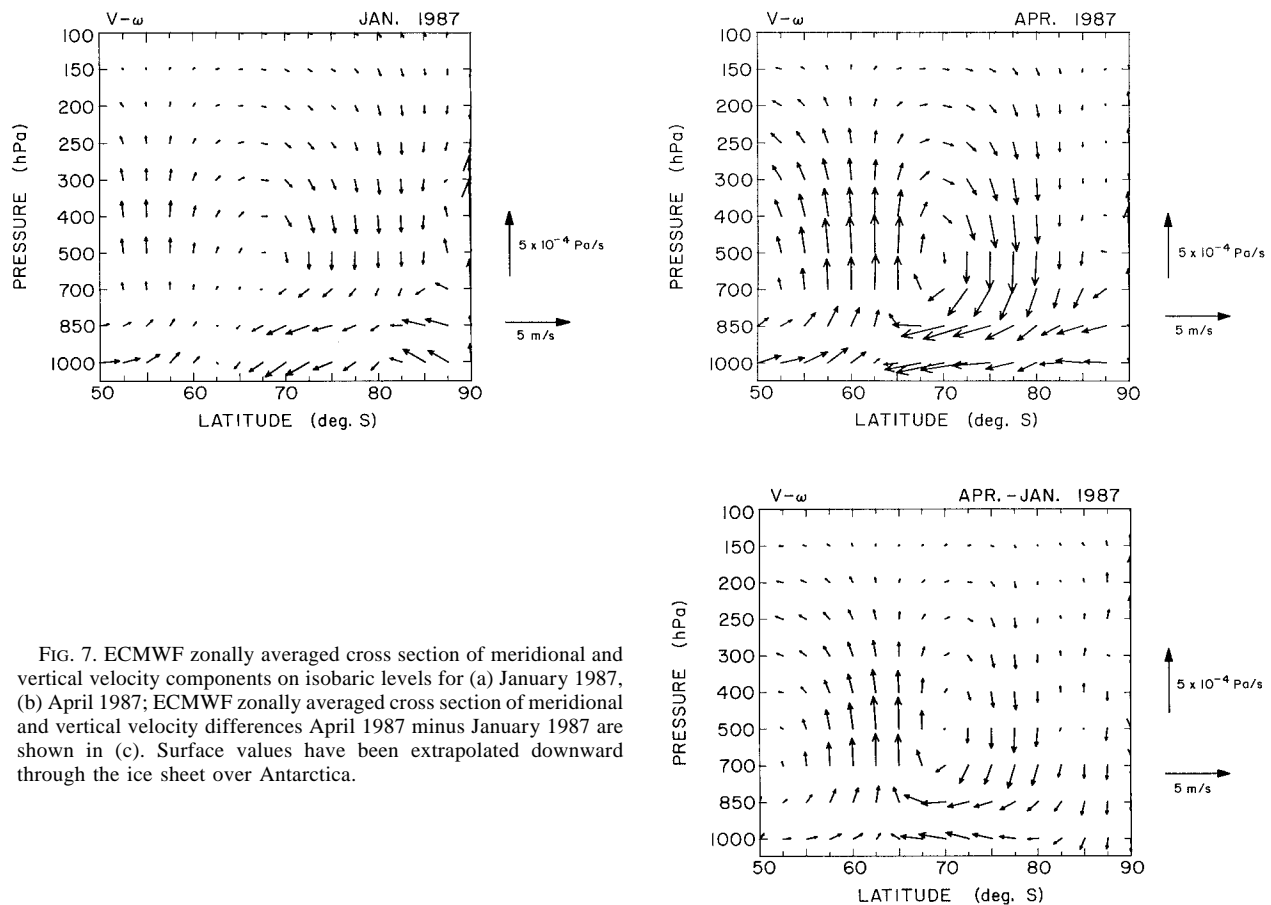 V-ω JAN. 1987
100
150
200
250
300
400
500
700
850
1000
PRESSURE (hPa)
50 60 70 80 90
LATITUDE (deg. S)
5 x 10⁻⁴ Pa/s
5 m/s
V-ω APR. 1987
100
150
200
250
300
400
500
700
850
1000
PRESSURE (hPa)
50 60 70 80 90
LATITUDE (deg. S)
5 x 10⁻⁴ Pa/s
5 m/s
V-ω APR.-JAN. 1987
100
150
200
250
300
400
500
700
850
1000
PRESSURE (hPa)
50 60 70 80 90
LATITUDE (deg. S)
5 x 10⁻⁴ Pa/s
5 m/s
FIG. 7. ECMWF zonally averaged cross section of meridional and
vertical velocity components on isobaric levels for (a) January 1987,
(b) April 1987; ECMWF zonally averaged cross section of meridional
and vertical velocity differences April 1987 minus January 1987 are
shown in (c). Surface values have been extrapolated downward
through the ice sheet over Antarctica.